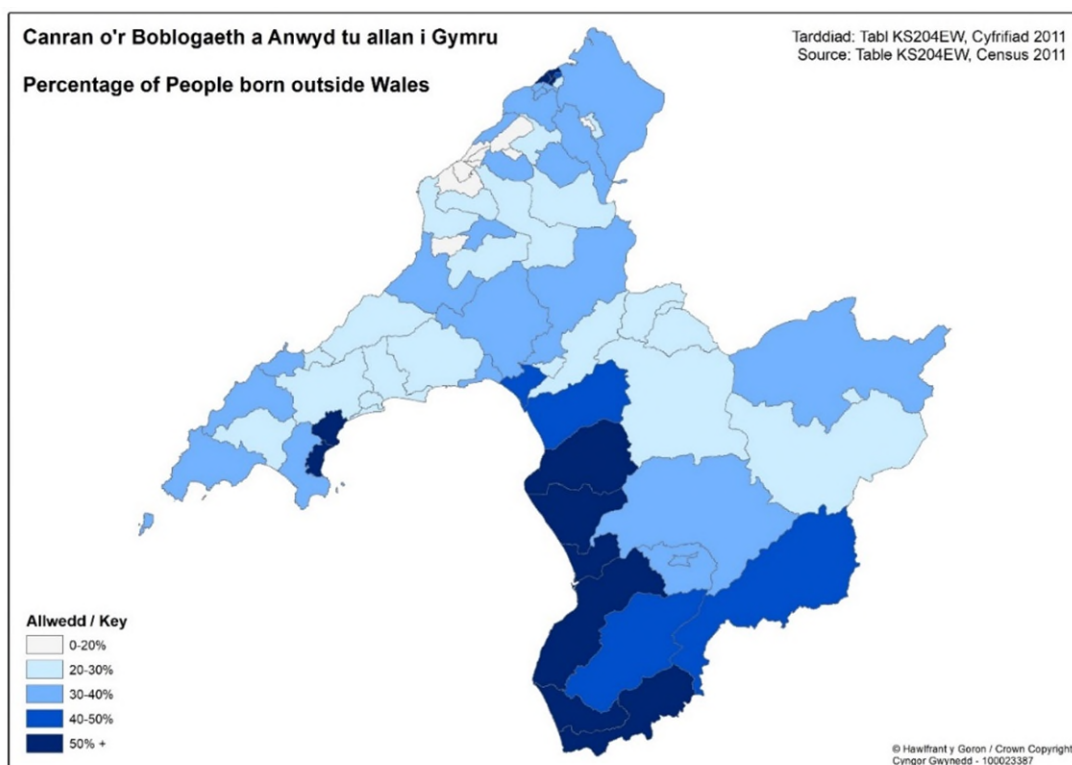 Canran o'r Boblogaeth a Anwyd tu allan i Gymru
Percentage of People born outside Wales
Tarddiad: Tabl KS204EW, Cyfrifiad 2011
Source: Table KS204EW, Census 2011
Allwedd / Key
0-20%
20-30%
30-40%
40-50%
50% +
© Hawlfraint y Goron / Crown Copyright
Cyngor Gwynedd - 100023387